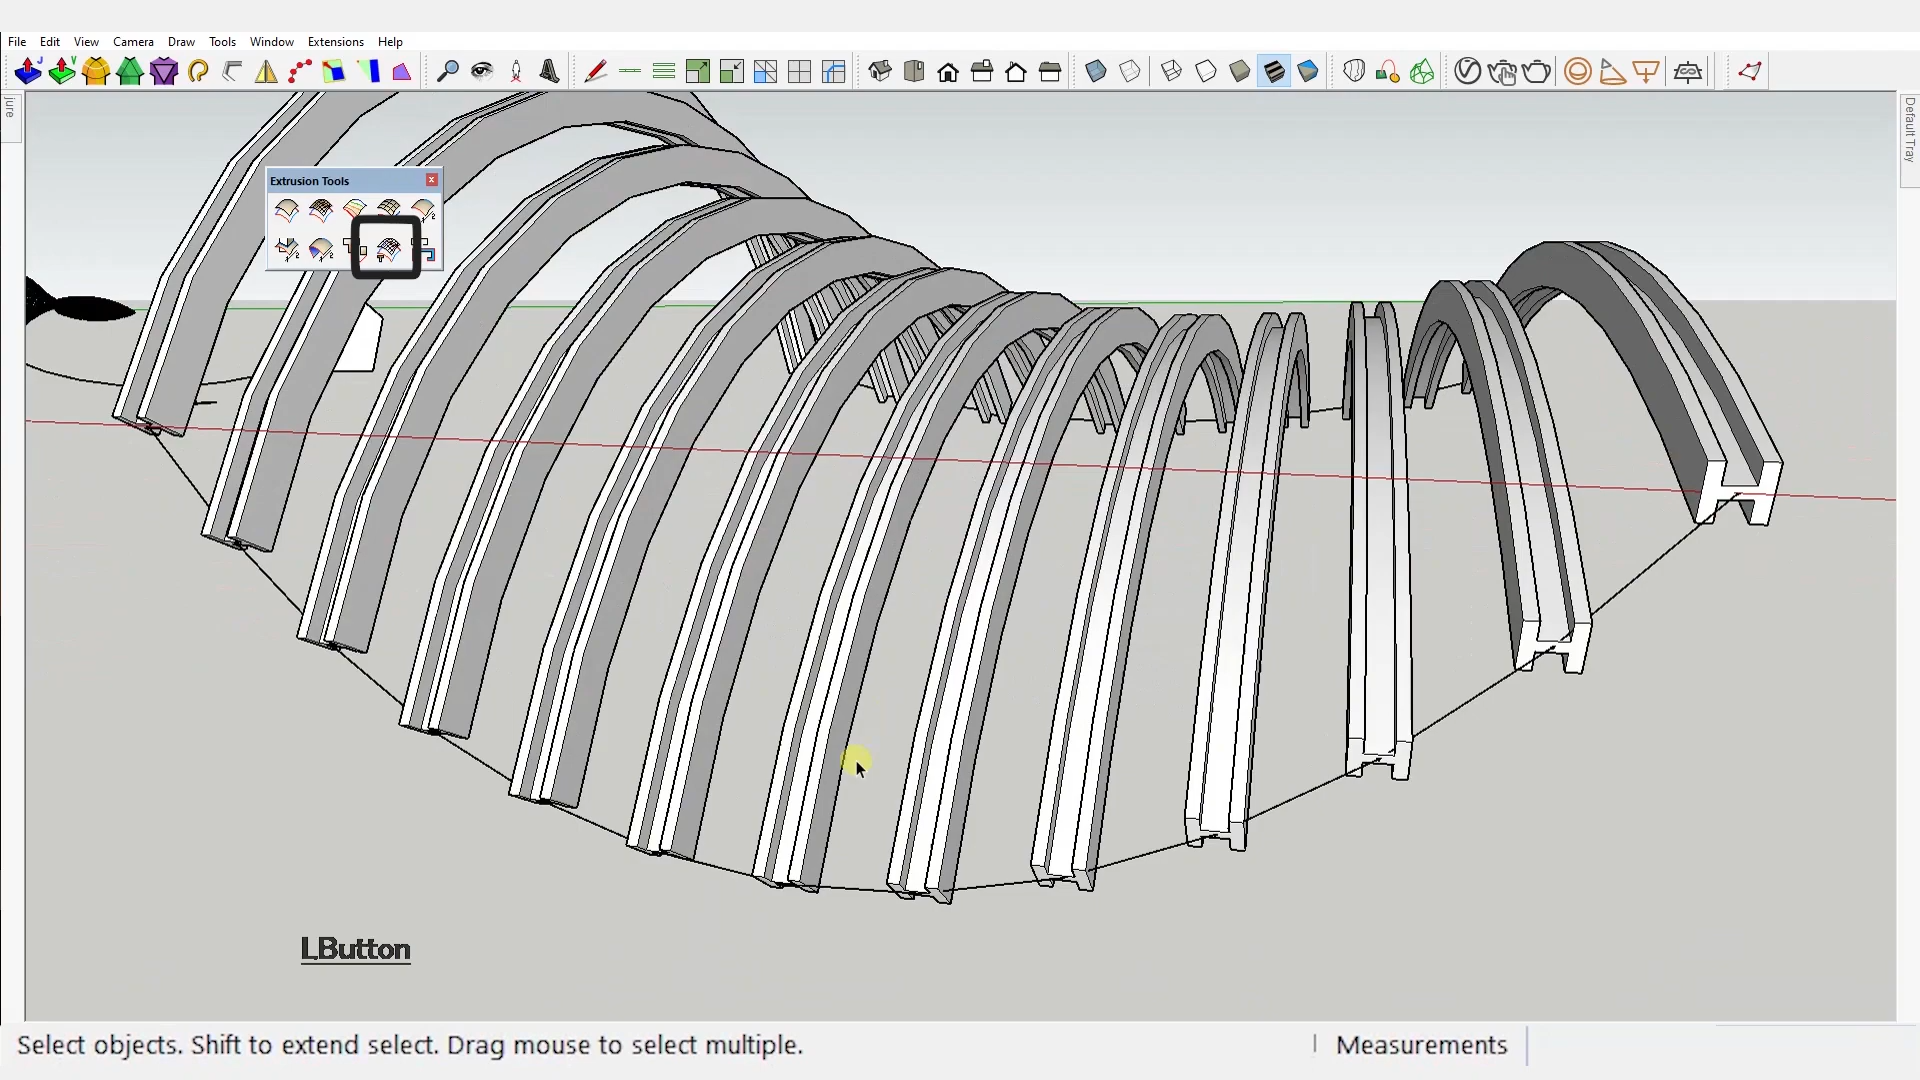 File Edit View Camera Draw Tools Window Extensions Help
Default Tray
Extrusion Tools
LButton
Select objects. Shift to extend select. Drag mouse to select multiple.
Measurements